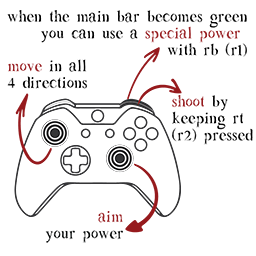 when the main bar becomes green
you can use a special power
with rb (r1)
move in all
4 directions
shoot by
keeping rt
(r2) pressed
aim
your power